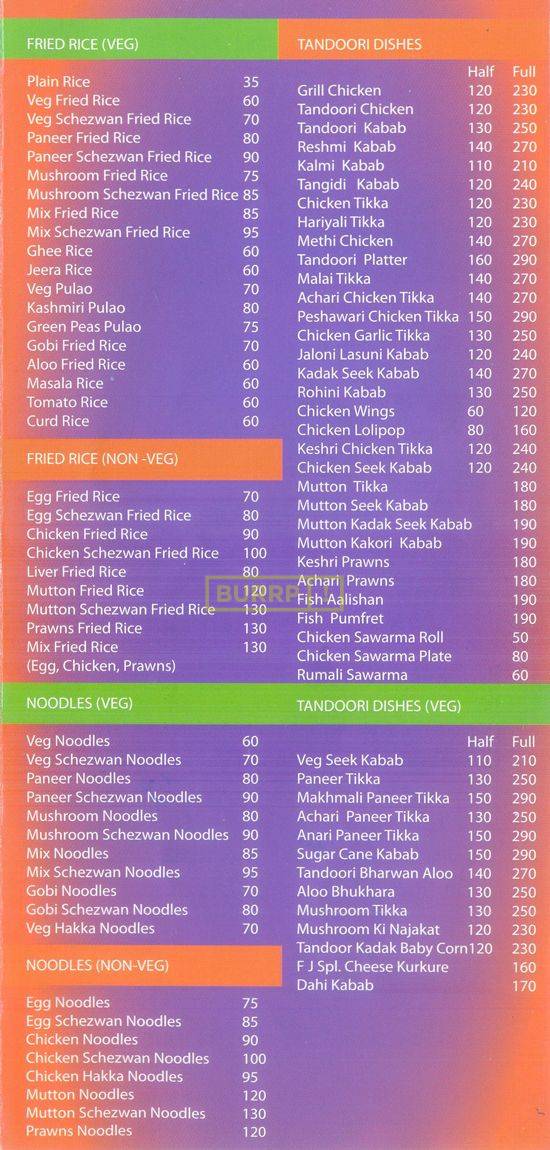 FRIED RICE (VEG)
Plain Rice 35
Veg Fried Rice 60
Veg Schezwan Fried Rice 70
Paneer Fried Rice 80
Paneer Schezwan Fried Rice 90
Mushroom Fried Rice 75
Mushroom Schezwan Fried Rice 85
Mix Fried Rice 85
Mix Schezwan Fried Rice 95
Ghee Rice 60
Jeera Rice 60
Veg Pulao 70
Kashmiri Pulao 80
Green Peas Pulao 75
Gobi Fried Rice 70
Aloo Fried Rice 60
Masala Rice 60
Tomato Rice 60
Curd Rice 60
FRIED RICE (NON -VEG)
Egg Fried Rice 70
Egg Schezwan Fried Rice 80
Chicken Fried Rice 90
Chicken Schezwan Fried Rice 100
Liver Fried Rice 80
Mutton Fried Rice 120
Mutton Schezwan Fried Rice 130
Prawns Fried Rice 130
Mix Fried Rice 130
(Egg, Chicken, Prawns)
NOODLES (VEG)
Veg Noodles 60
Veg Schezwan Noodles 70
Paneer Noodles 80
Paneer Schezwan Noodles 90
Mushroom Noodles 80
Mushroom Schezwan Noodles 90
Mix Noodles 85
Mix Schezwan Noodles 95
Gobi Noodles 70
Gobi Schezwan Noodles 80
Veg Hakka Noodles 70
NOODLES (NON-VEG)
Egg Noodles 75
Egg Schezwan Noodles 85
Chicken Noodles 90
Chicken Schezwan Noodles 100
Chicken Hakka Noodles 95
Mutton Noodles 120
Mutton Schezwan Noodles 130
Prawns Noodles 120
TANDOORI DISHES
Half Full
Grill Chicken 120 230
Tandoori Chicken 120 230
Tandoori Kabab 130 250
Reshmi Kabab 140 270
Kalmi Kabab 110 210
Tangidi Kabab 120 240
Chicken Tikka 120 230
Hariyali Tikka 120 230
Methi Chicken 140 270
Tandoori Platter 160 290
Malai Tikka 140 270
Achari Chicken Tikka 140 270
Peshawari Chicken Tikka 150 290
Chicken Garlic Tikka 130 250
Jaloni Lasuni Kabab 120 240
Kadak Seek Kabab 140 270
Rohini Kabab 130 250
Chicken Wings 60 120
Chicken Lolipop 80 160
Keshri Chicken Tikka 120 240
Chicken Seek Kabab 120 240
Mutton Tikka 180
Mutton Seek Kabab 180
Mutton Kadak Seek Kabab 190
Mutton Kakori Kabab 190
Keshri Prawns 180
Achari Prawns 180
Fish Aalishan 190
Fish Pumfret 190
Chicken Sawarma Roll 50
Chicken Sawarma Plate 80
Rumali Sawarma 60
TANDOORI DISHES (VEG)
Half Full
Veg Seek Kabab 110 210
Paneer Tikka 130 250
Makhmali Paneer Tikka 150 290
Achari Paneer Tikka 130 250
Anari Paneer Tikka 150 290
Sugar Cane Kabab 150 290
Tandoori Bharwan Aloo 140 270
Aloo Bhukhara 130 250
Mushroom Tikka 130 250
Mushroom Ki Najakat 120 230
Tandoor Kadak Baby Corn 120 230
F J Spl. Cheese Kurkure 160
Dahi Kabab 170
BURRP!